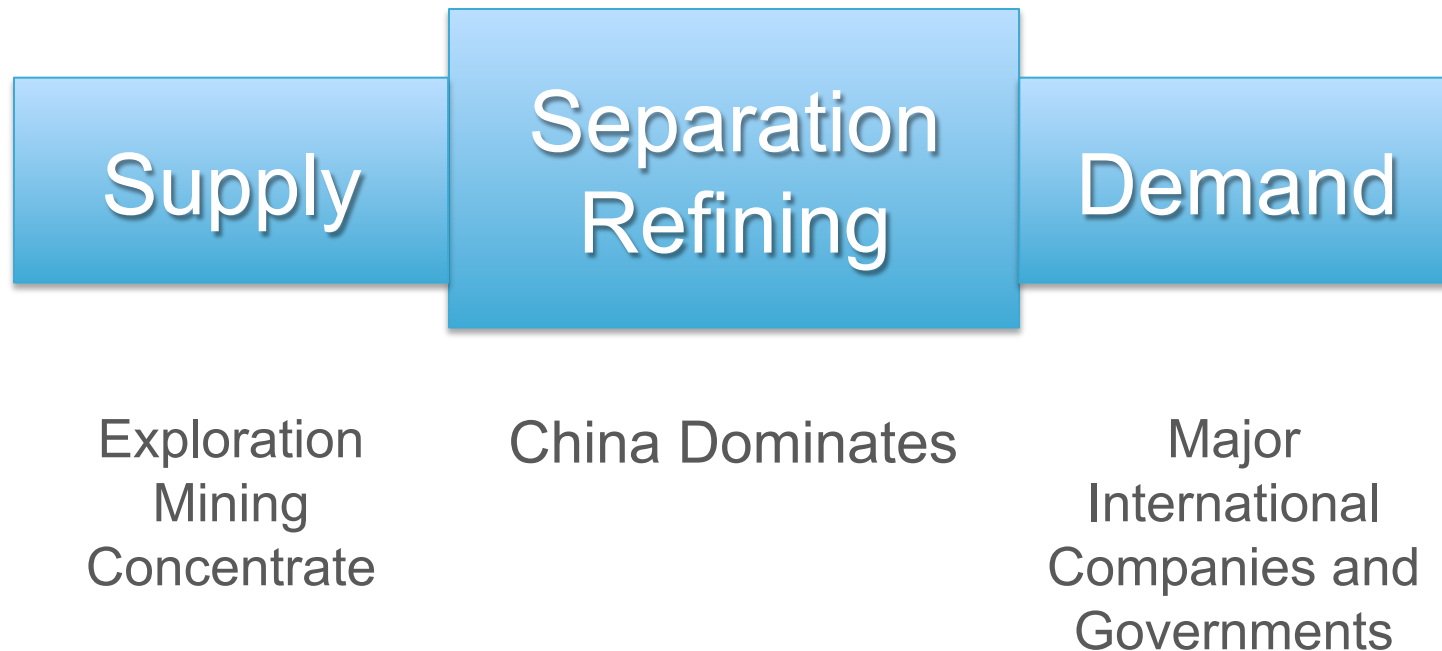 Supply
Separation
Refining
Demand
Exploration
Mining
Concentrate
China Dominates
Major
International
Companies and
Governments